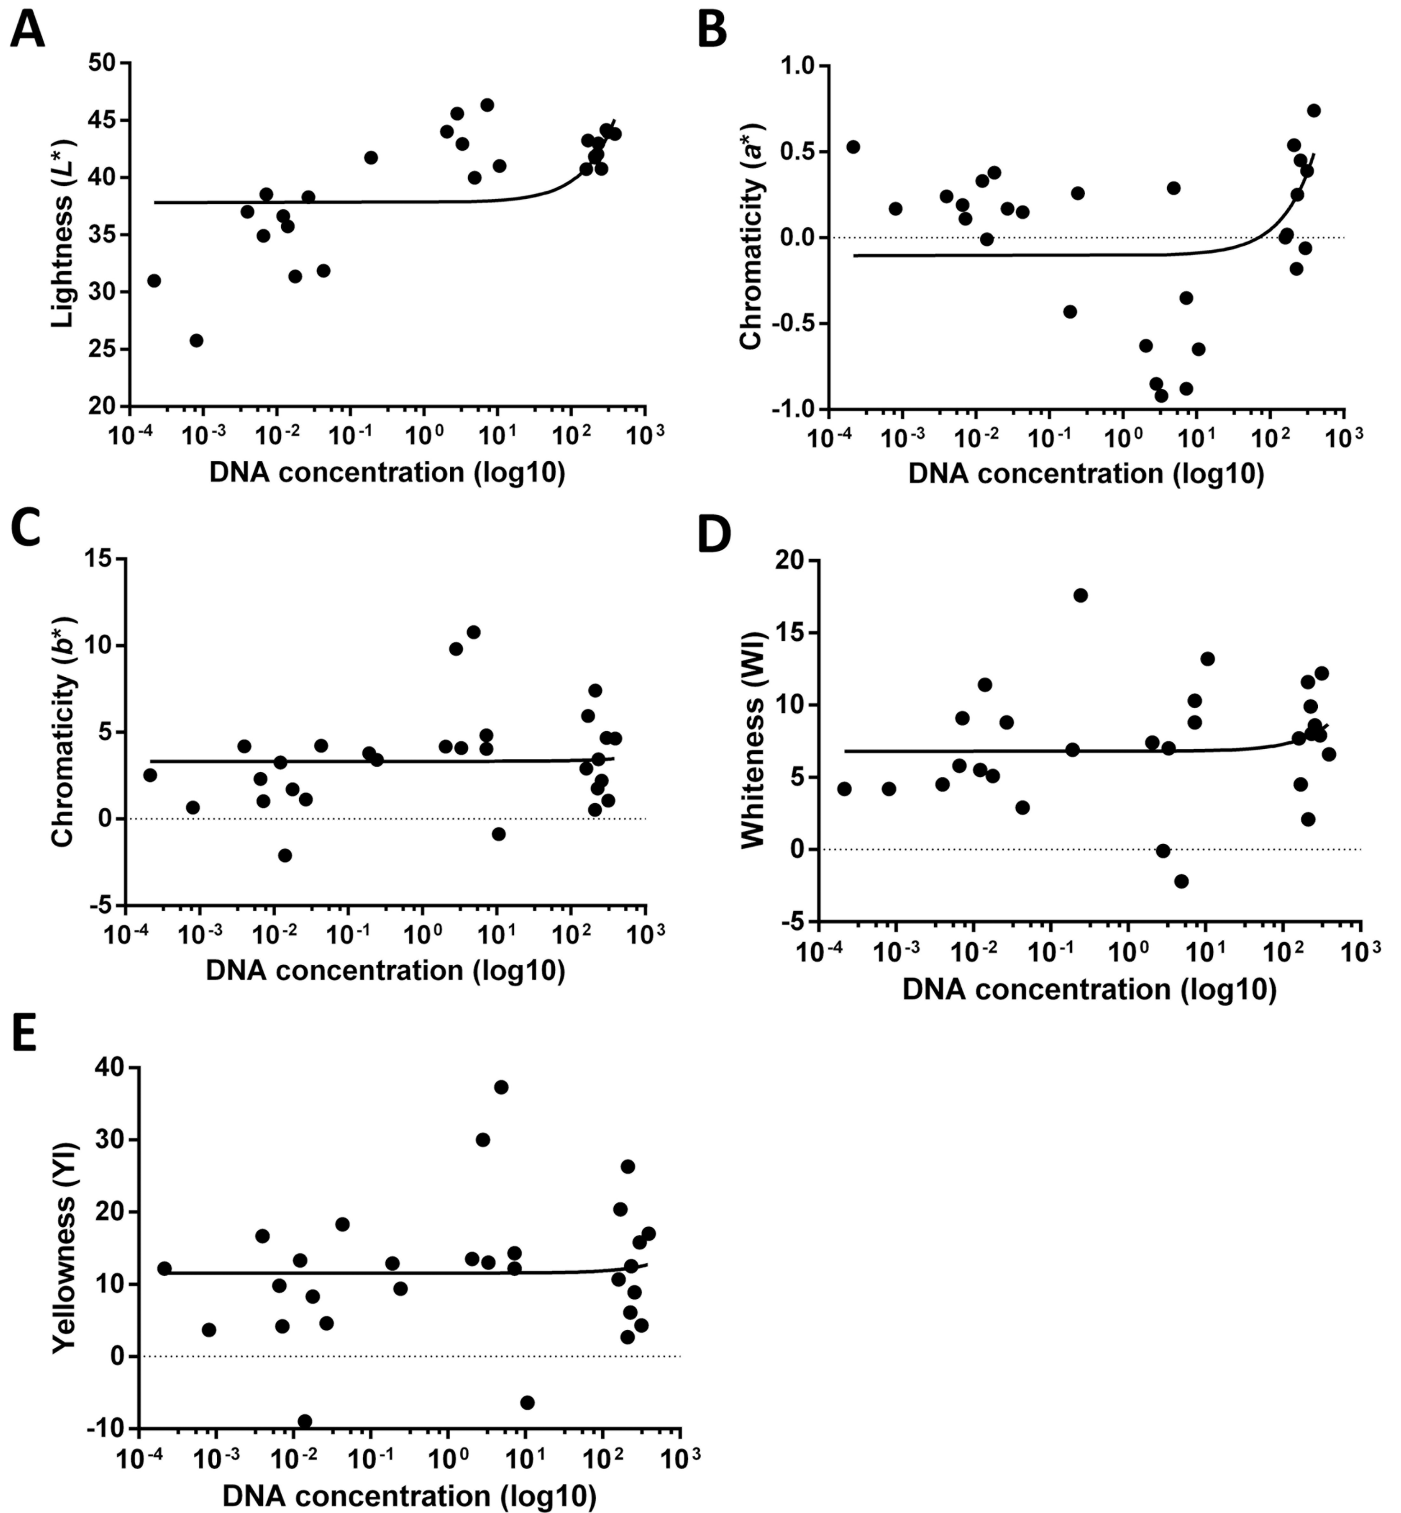 A
Lightness (L*)
50
45
40
35
30
25
20
10-4 10-3 10-2 10-1 100 101 102 103
DNA concentration (log10)
B
Chromaticity (a*)
1.0
0.5
0.0
-0.5
-1.0
10-4 10-3 10-2 10-1 100 101 102 103
DNA concentration (log10)
C
Chromaticity (b*)
15
10
5
0
-5
10-4 10-3 10-2 10-1 100 101 102 103
DNA concentration (log10)
D
Whiteness (WI)
20
15
10
5
0
-5
10-4 10-3 10-2 10-1 100 101 102 103
DNA concentration (log10)
E
Yellowness (YI)
40
30
20
10
0
-10
10-4 10-3 10-2 10-1 100 101 102 103
DNA concentration (log10)